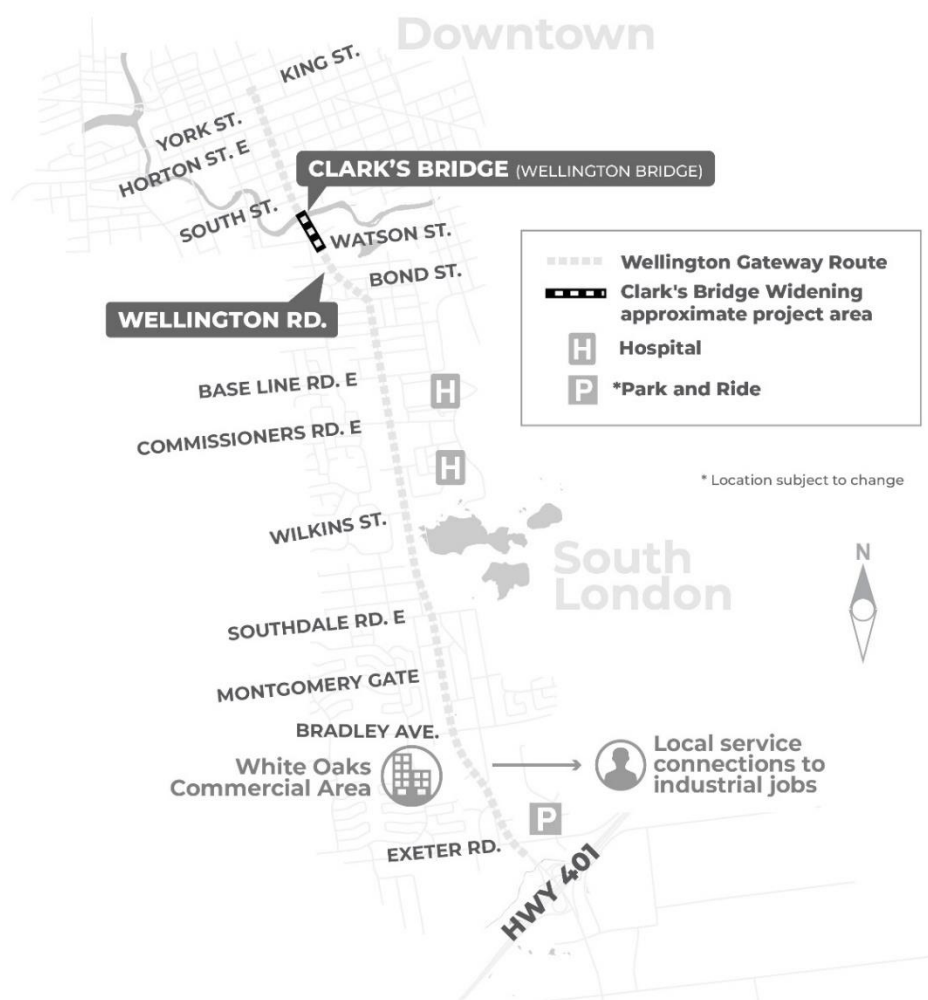 Downtown
KING ST.
YORK ST.
HORTON ST. E
CLARK'S BRIDGE (WELLINGTON BRIDGE)
SOUTH ST.
WATSON ST.
BOND ST.
WELLINGTON RD.
Wellington Gateway Route
Clark's Bridge Widening
approximate project area
H Hospital
P *Park and Ride
BASE LINE RD. E
H
COMMISSIONERS RD. E
H
* Location subject to change
WILKINS ST.
South
London
N
SOUTHDALE RD. E
MONTGOMERY GATE
BRADLEY AVE.
White Oaks
Commercial Area
Local service
connections to
industrial jobs
P
EXETER RD.
HWY 401